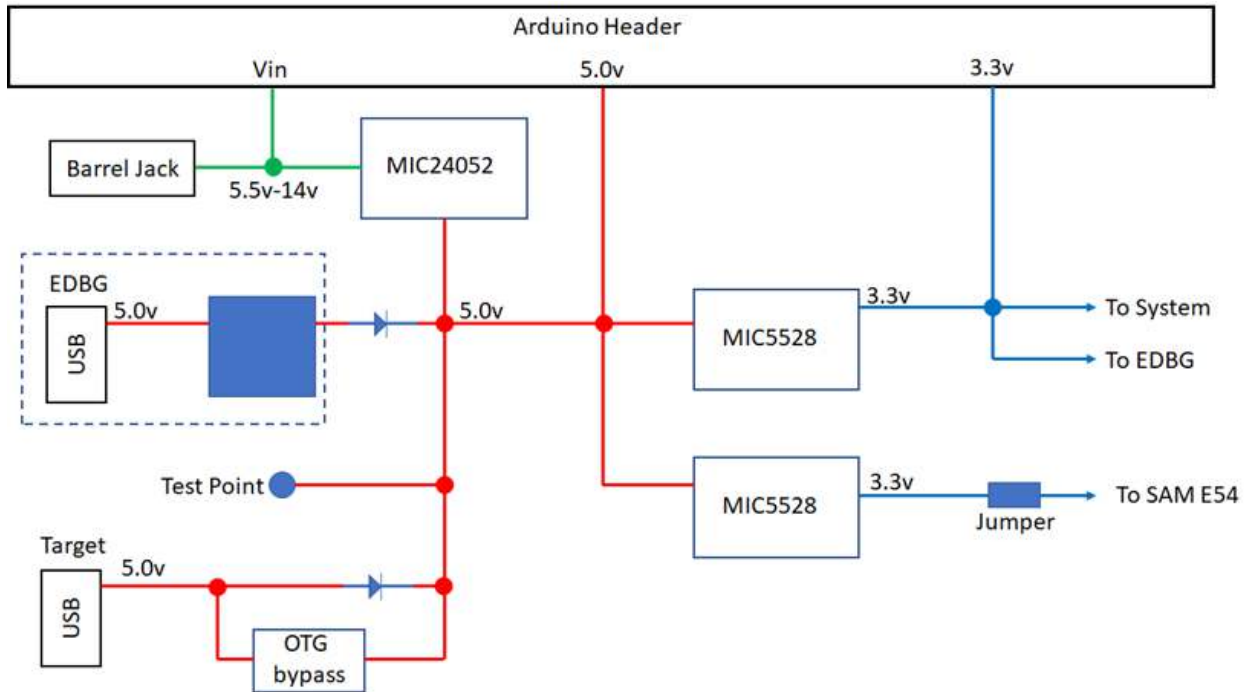 Arduino Header
Vin
5.0v
3.3v
Barrel Jack
5.5v-14v
MIC24052
EDBG
USB
5.0v
5.0v
MIC5528
3.3v
To System
To EDBG
Test Point
MIC5528
3.3v
Jumper
To SAM E54
Target
USB
5.0v
OTG
bypass